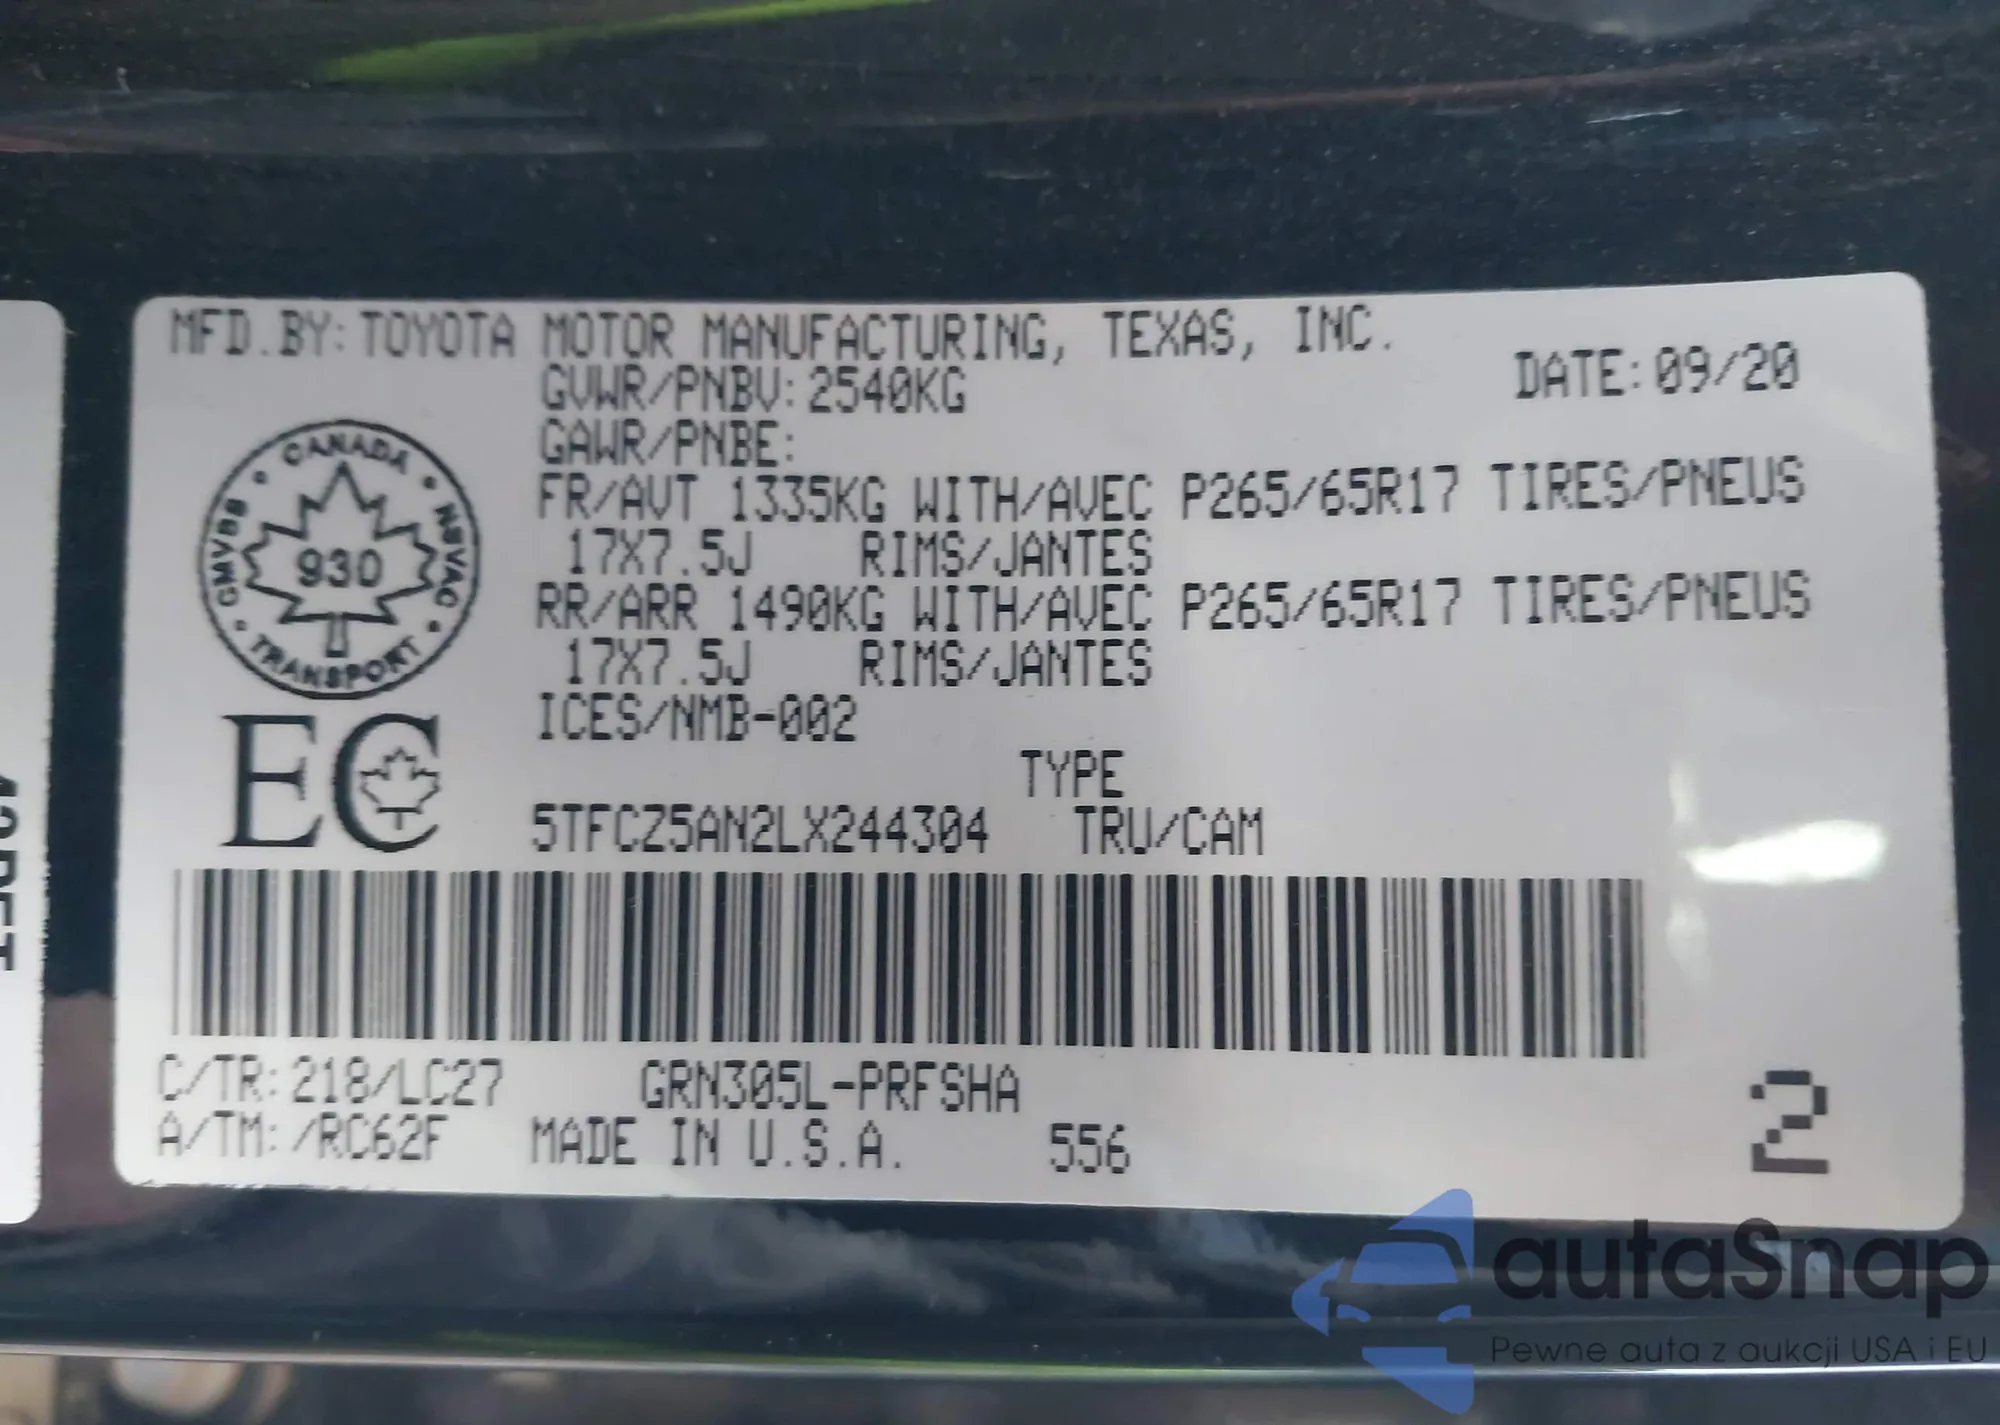 MFD.BY: TOYOTA MOTOR MANUFACTURING, TEXAS, INC.
GVWR/PNBV: 2540KG
DATE: 09/20
GAWR/PNBE:
FR/AVT 1335KG WITH/AVEC P265/65R17 TIRES/PNEUS
17X7.5J RIMS/JANTES
RR/ARR 1490KG WITH/AVEC P265/65R17 TIRES/PNEUS
17X7.5J RIMS/JANTES
ICES/NMB-002
CANADA
CMVSS
NSVAC
930
TRANSPORT
EC
TYPE
5TFCZ5AN2LX244304 TRU/CAM
C/TR: 218/LC27 GRN305L-PRFSHA
A/TM: /RC62F MADE IN U.S.A. 556
2
autaSnap
Pewne auta z aukcji USA i EU